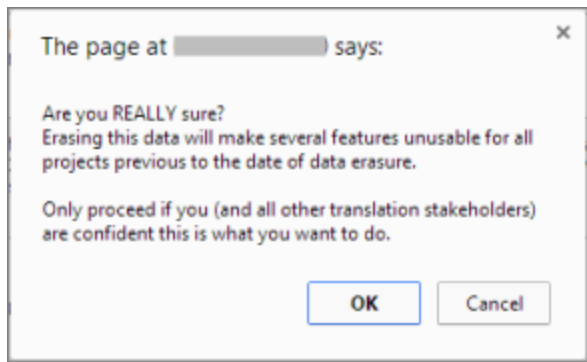 The page at says:
Are you REALLY sure?
Erasing this data will make several features unusable for all
projects previous to the date of data erasure.
Only proceed if you (and all other translation stakeholders)
are confident this is what you want to do.
OK Cancel